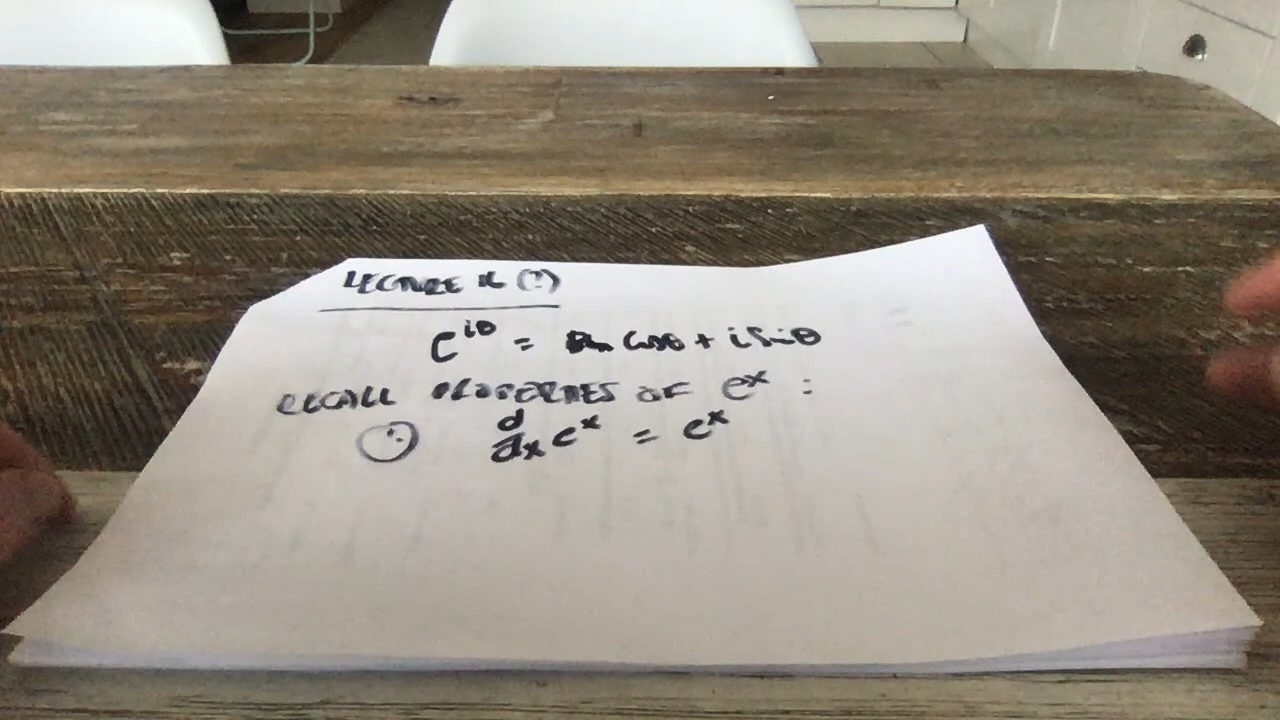 LECTURE 16 (!)
e^{iθ} = cosθ + i sinθ
RECALL PROPERTIES OF e^x :
d/dx e^x = e^x